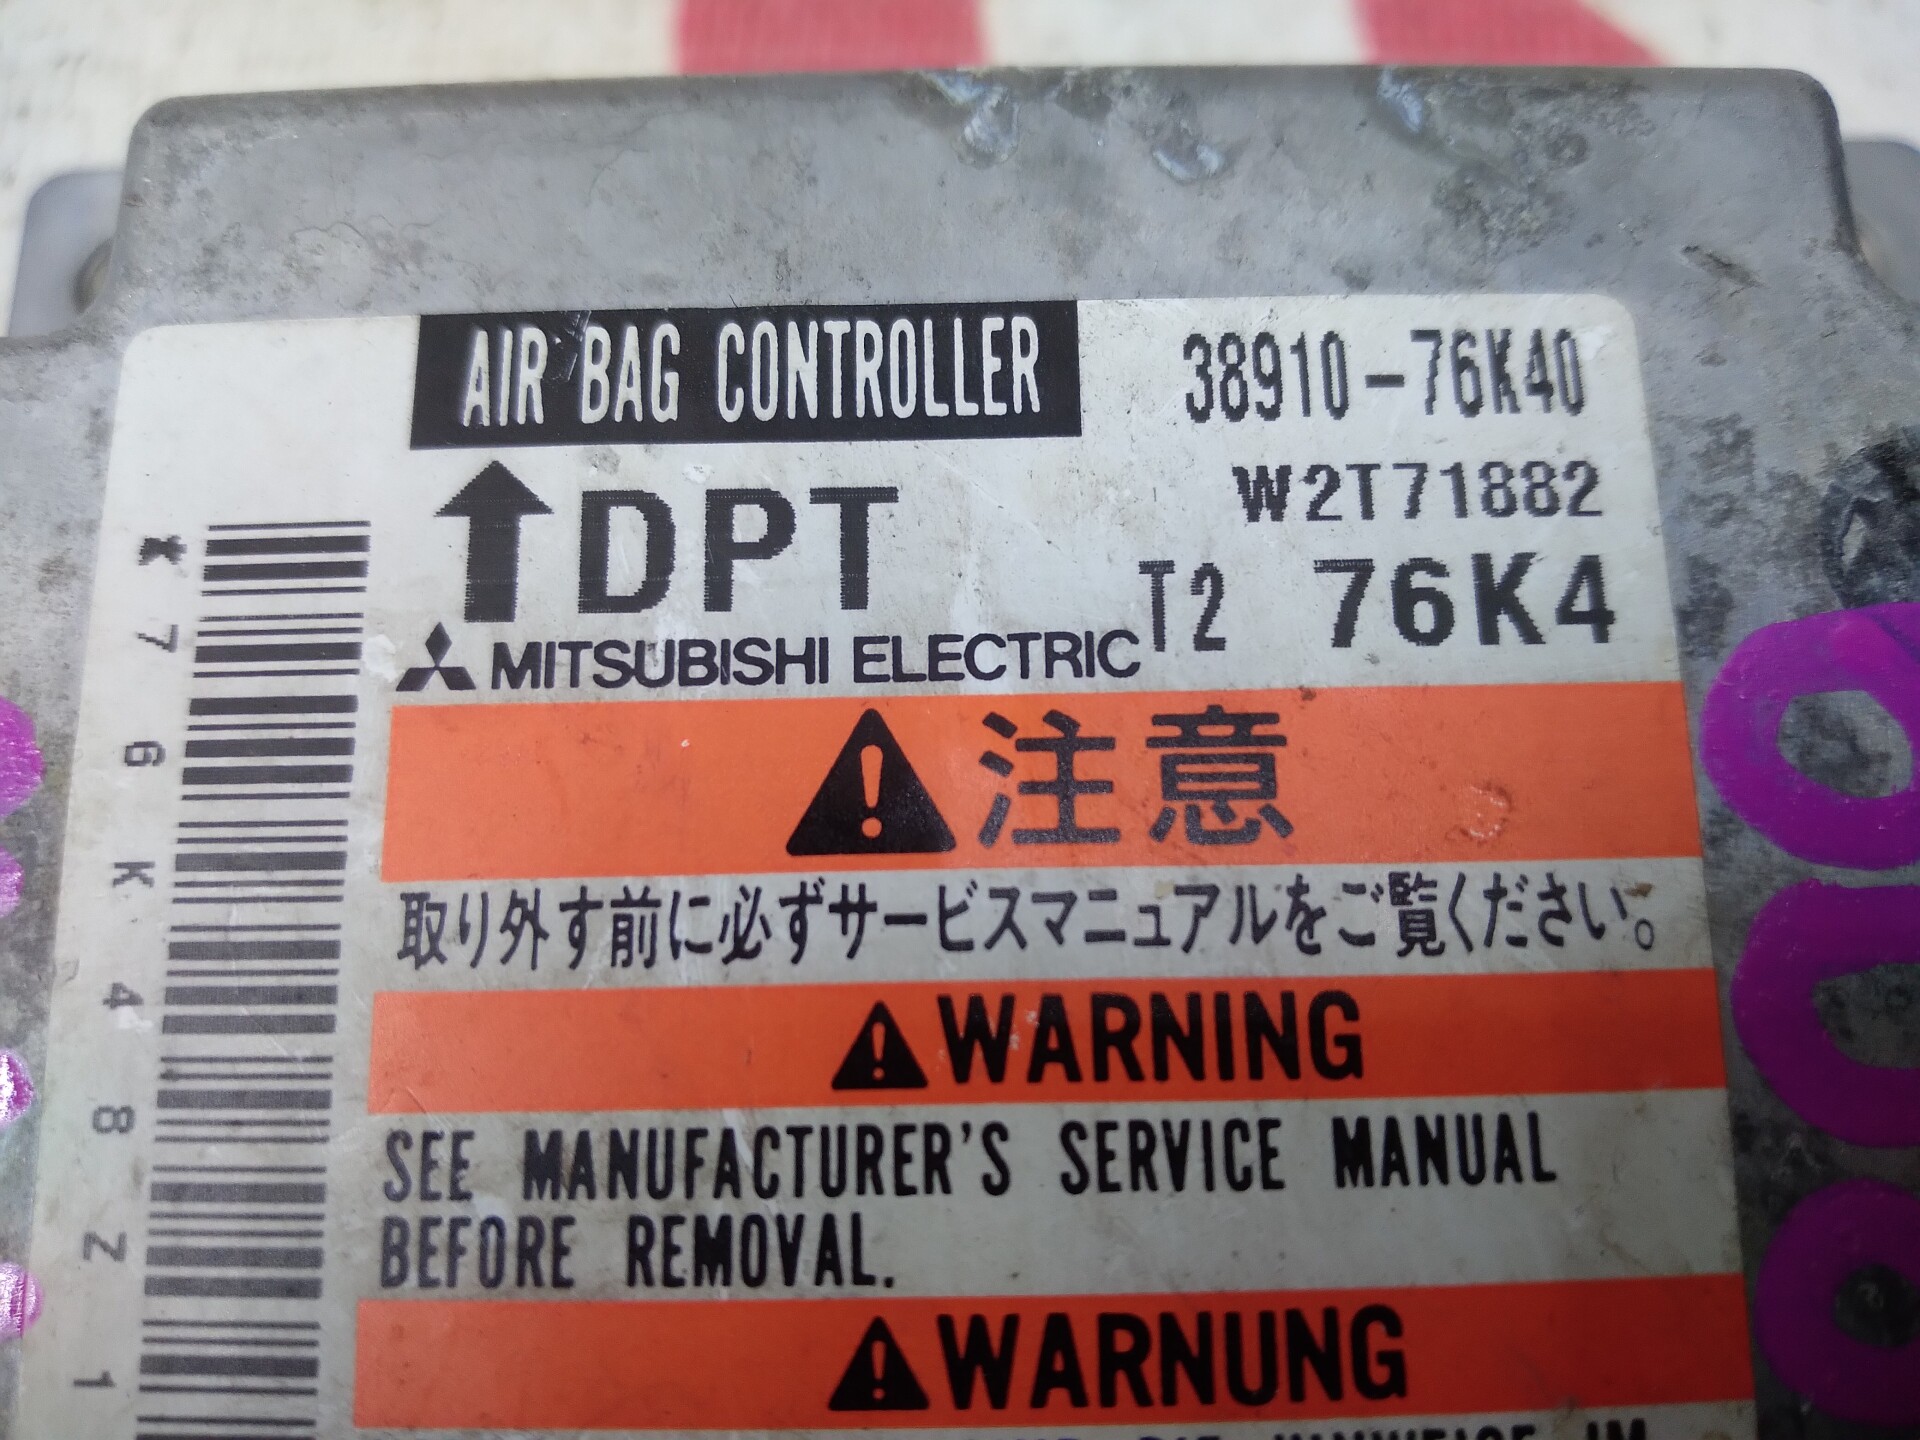 AIR BAG CONTROLLER 38910-76K40
↑DPT W2T71882
MITSUBISHI ELECTRIC T2 76K4
注意
取り外す前に必ずサービスマニュアルをご覧ください。
WARNING
SEE MANUFACTURER'S SERVICE MANUAL
BEFORE REMOVAL.
WARNUNG
*76K48Z1